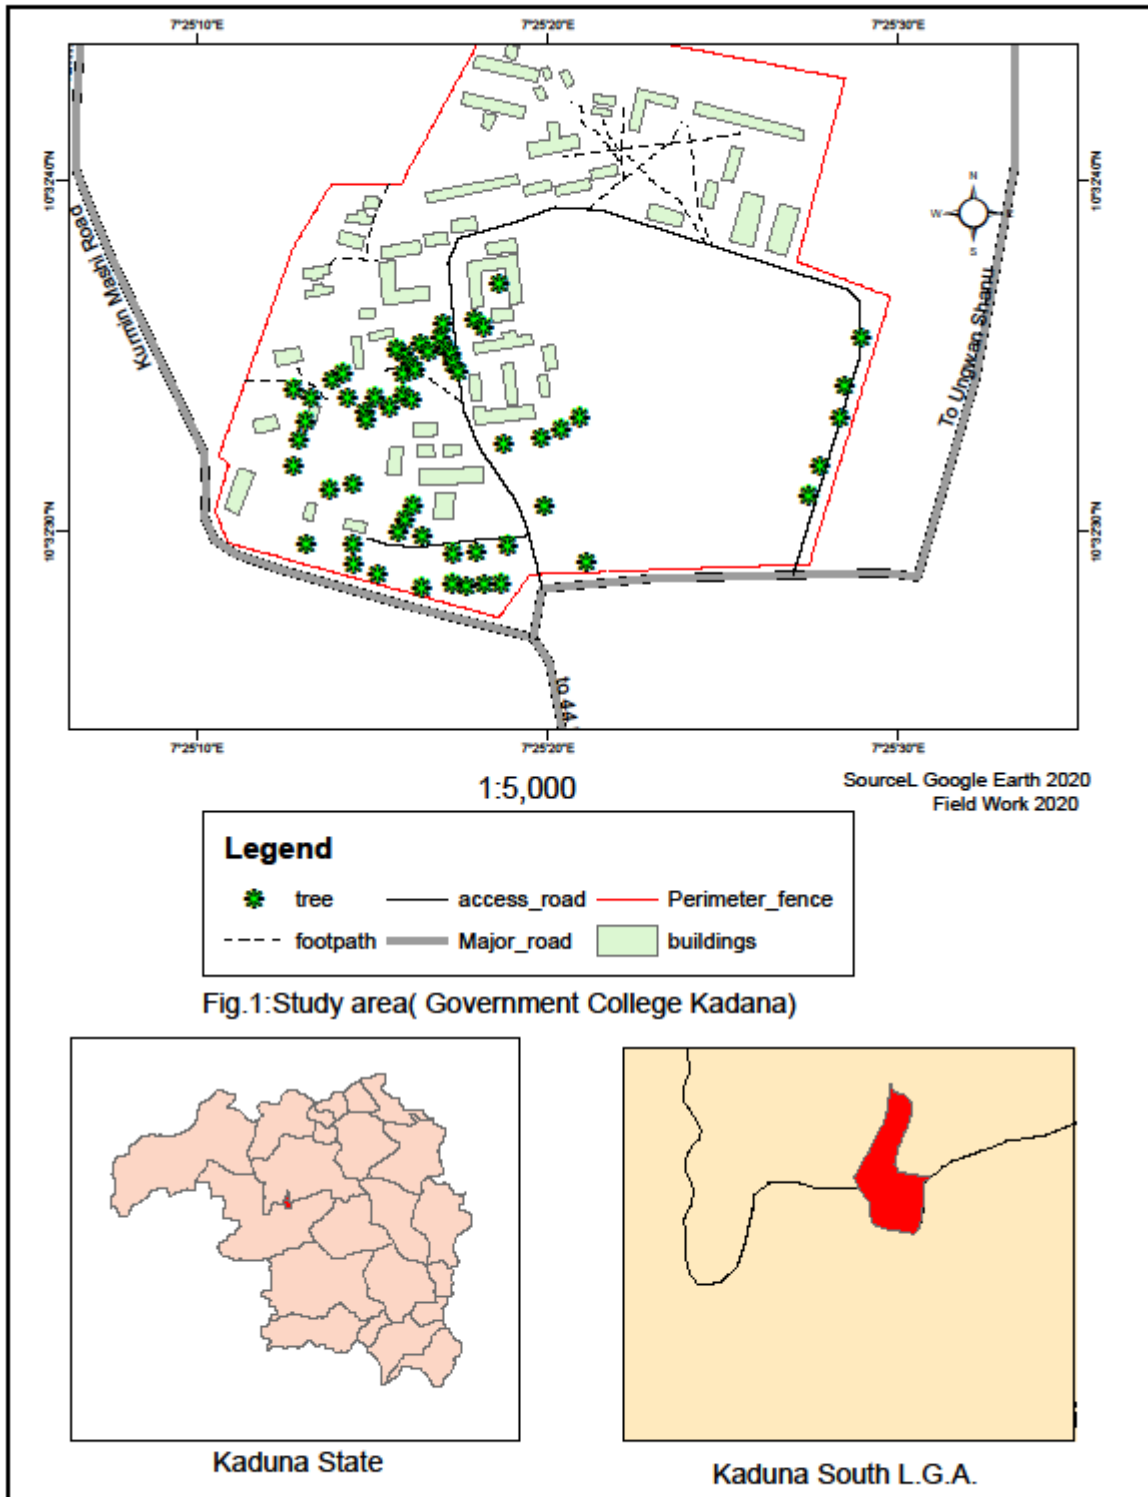 7°25'10"E 7°25'20"E 7°25'30"E
10°32'40"N 10°32'40"N
N
W E
S
Kurmin Mashi Road
To Ungwan Shanu
10°32'30"N 10°32'30"N
to 44
7°25'10"E 7°25'20"E 7°25'30"E
1:5,000
SourceL Google Earth 2020
Field Work 2020
Legend
tree access_road Perimeter_fence
footpath Major_road buildings
Fig.1:Study area( Government College Kadana)
Kaduna State
Kaduna South L.G.A.